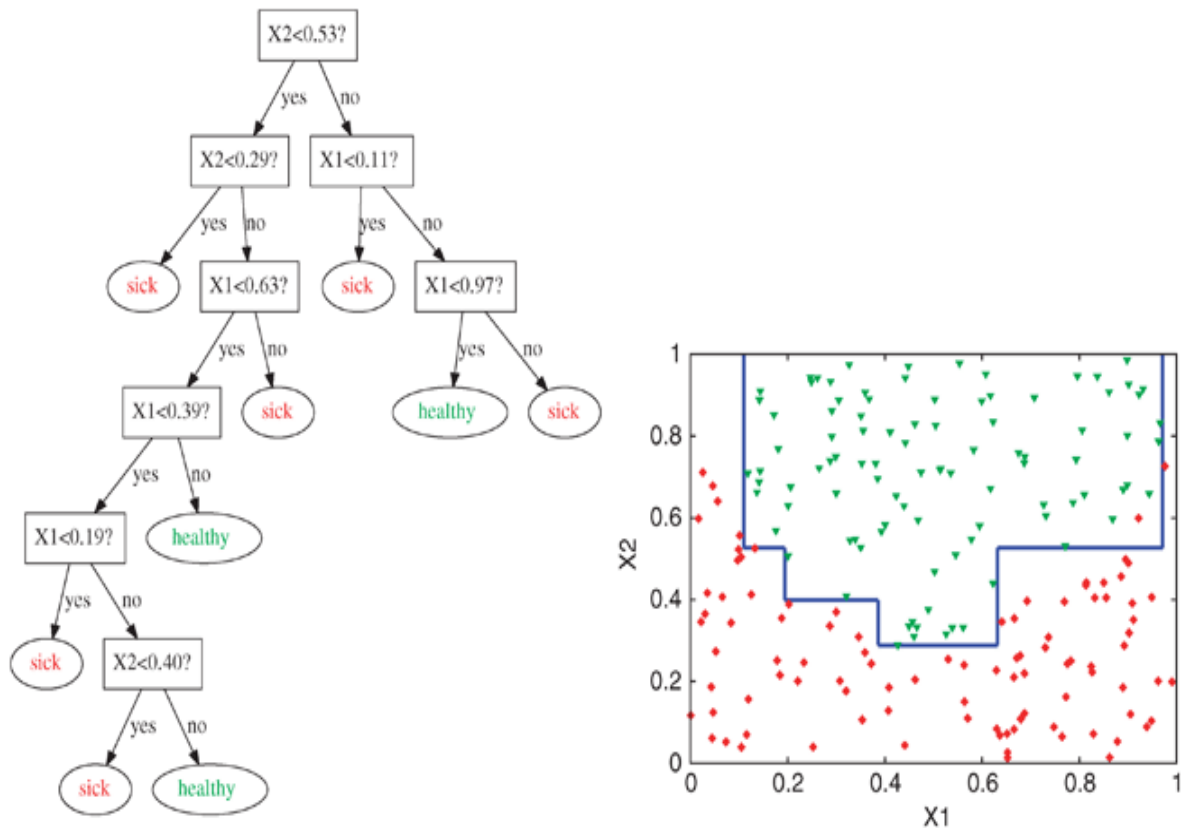 X2<0.53?
yes no
X2<0.29? X1<0.11?
yes no yes no
sick X1<0.63? sick X1<0.97?
yes no yes no
X1<0.39? sick healthy sick
yes no
X1<0.19? healthy
yes no
sick X2<0.40?
yes no
sick healthy
1
0.8
0.6
0.4
0.2
0
X2
0 0.2 0.4 0.6 0.8 1
X1